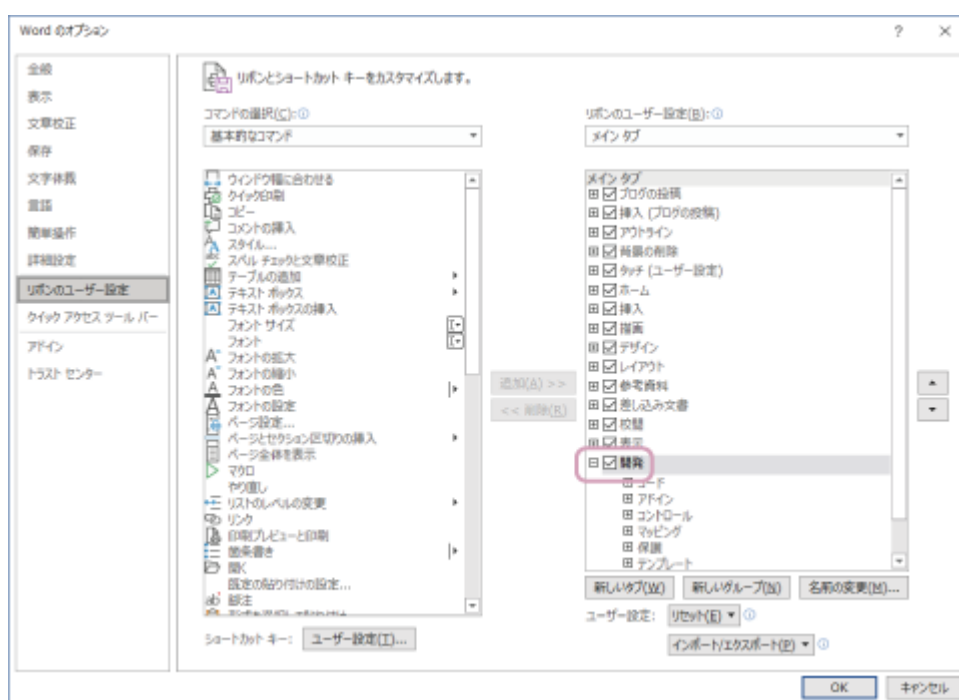 Word のオプション
?
×
全般
表示
文章校正
保存
文字体裁
言語
簡単操作
詳細設定
リボンのユーザー設定
クイック アクセス ツール バー
アドイン
トラスト センター
リボンとショートカット キーをカスタマイズします。
コマンドの選択(C):
基本的なコマンド
ウィンドウ幅に合わせる
クイック印刷
コピー
コメントの挿入
スタイル...
スペル チェックと文章校正
テーブルの追加
テキスト ボックス
テキスト ボックスの挿入
フォント サイズ
フォント
フォントの拡大
フォントの縮小
フォントの色
フォントの設定
ページ設定...
ページとセクション区切りの挿入
ページ全体を表示
マクロ
やり直し
リストのレベルの変更
リンク
印刷プレビューと印刷
箇条書き
開く
既定の貼り付けの設定...
脚注
ショートカット キー:
ユーザー設定(T)...
追加(A) >>
<< 削除(R)
リボンのユーザー設定(B):
メイン タブ
メイン タブ
ブログの投稿
挿入 (ブログの投稿)
アウトライン
背景の削除
タッチ (ユーザー設定)
ホーム
挿入
描画
デザイン
レイアウト
参考資料
差し込み文書
校閲
表示
開発
コード
アドイン
コントロール
マッピング
保護
テンプレート
新しいタブ(W)
新しいグループ(N)
名前の変更(M)...
ユーザー設定:
リセット(E)
インポート/エクスポート(P)
OK
キャンセル